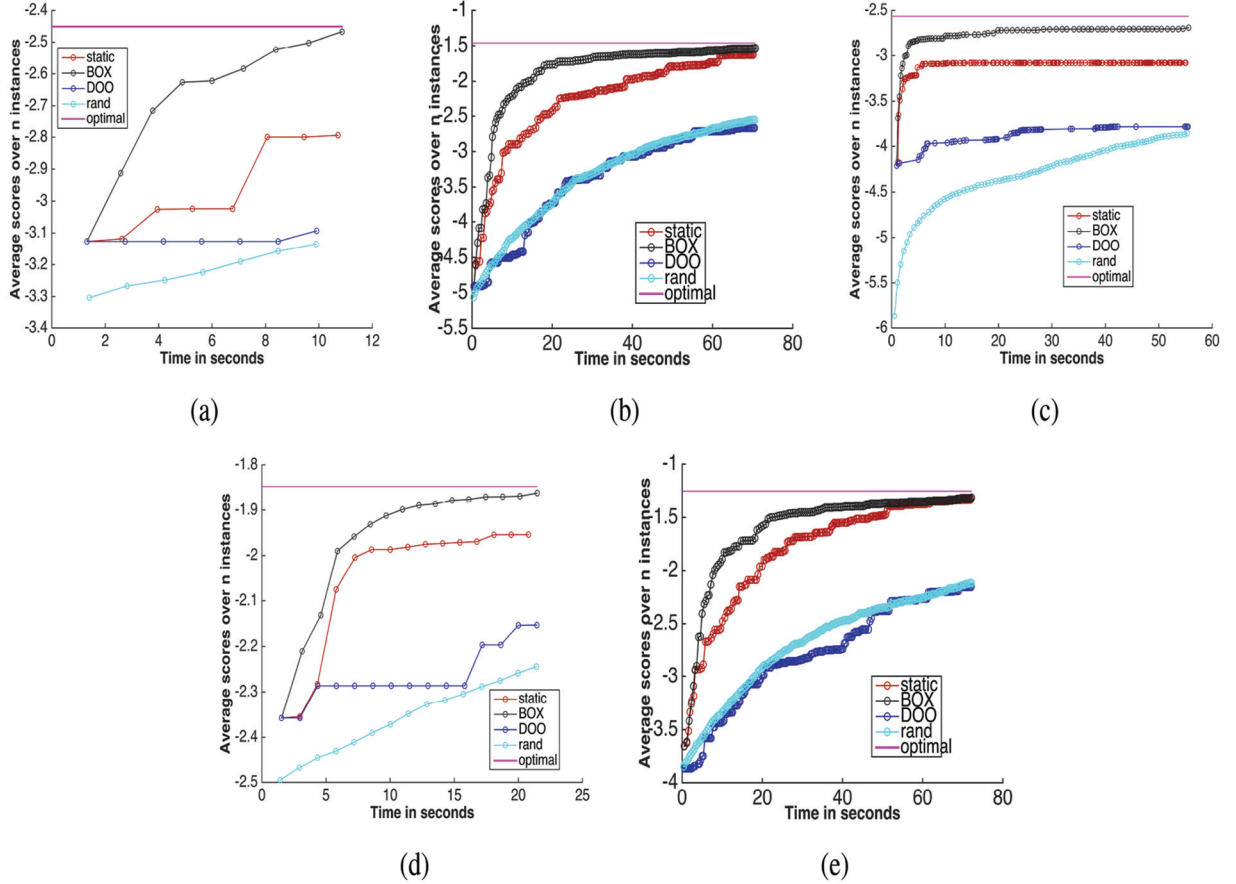 -2.4
-2.5
-2.6
-2.7
-2.8
-2.9
-3
-3.1
-3.2
-3.3
-3.4
0 2 4 6 8 10 12
Average scores over n instances
Time in seconds
static
BOX
DOO
rand
optimal
(a)
-1
-1.5
-2
-2.5
-3
-3.5
-4
-4.5
-5
-5.5
0 20 40 60 80
Average scores over n instances
Time in seconds
static
BOX
DOO
rand
optimal
(b)
-2.5
-3
-3.5
-4
-4.5
-5
-5.5
-6
0 10 20 30 40 50 60
Average scores over n instances
Time in seconds
static
BOX
DOO
rand
optimal
(c)
-1.8
-1.9
-2
-2.1
-2.2
-2.3
-2.4
-2.5
0 5 10 15 20 25
Average scores over n instances
Time in seconds
static
BOX
DOO
rand
optimal
(d)
-1
-1.5
-2
-2.5
-3
-3.5
-4
0 20 40 60 80
Average scores over n instances
Time in seconds
static
BOX
DOO
rand
optimal
(e)